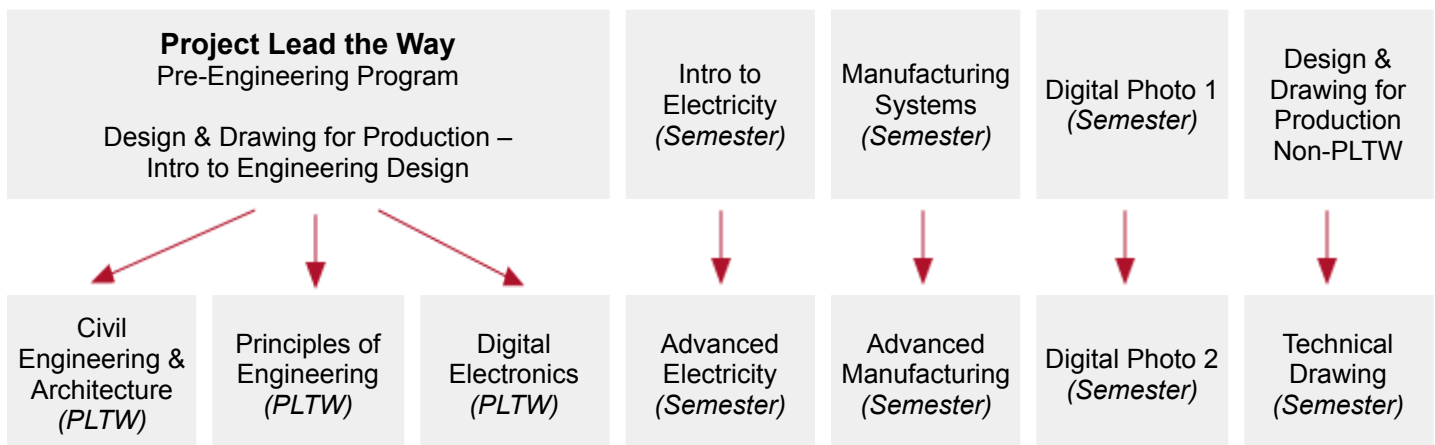 Project Lead the Way
Pre-Engineering Program
Design & Drawing for Production –
Intro to Engineering Design
Intro to
Electricity
(Semester)
Manufacturing
Systems
(Semester)
Digital Photo 1
(Semester)
Design &
Drawing for
Production
Non-PLTW
Civil
Engineering &
Architecture
(PLTW)
Principles of
Engineering
(PLTW)
Digital
Electronics
(PLTW)
Advanced
Electricity
(Semester)
Advanced
Manufacturing
(Semester)
Digital Photo 2
(Semester)
Technical
Drawing
(Semester)